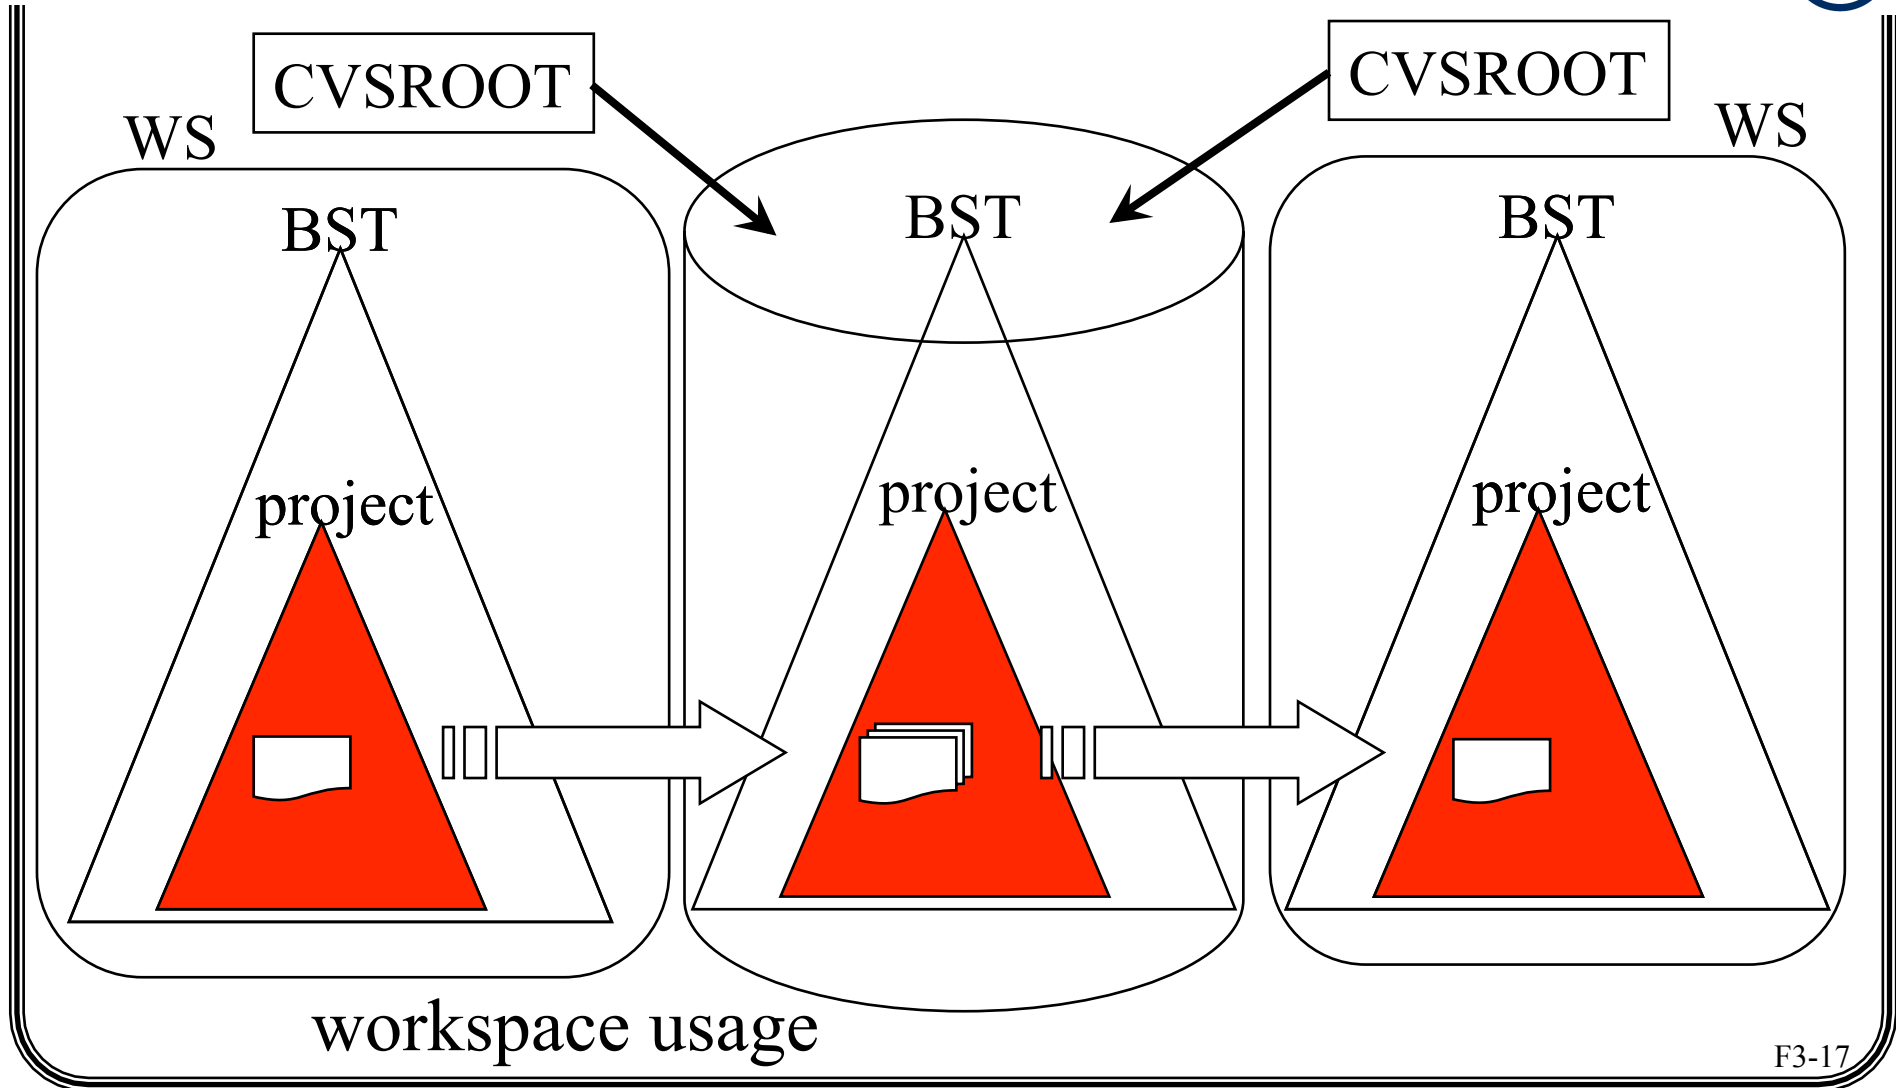 CVSROOT
CVSROOT
WS
WS
BST
BST
BST
project
project
project
workspace usage
F3-17